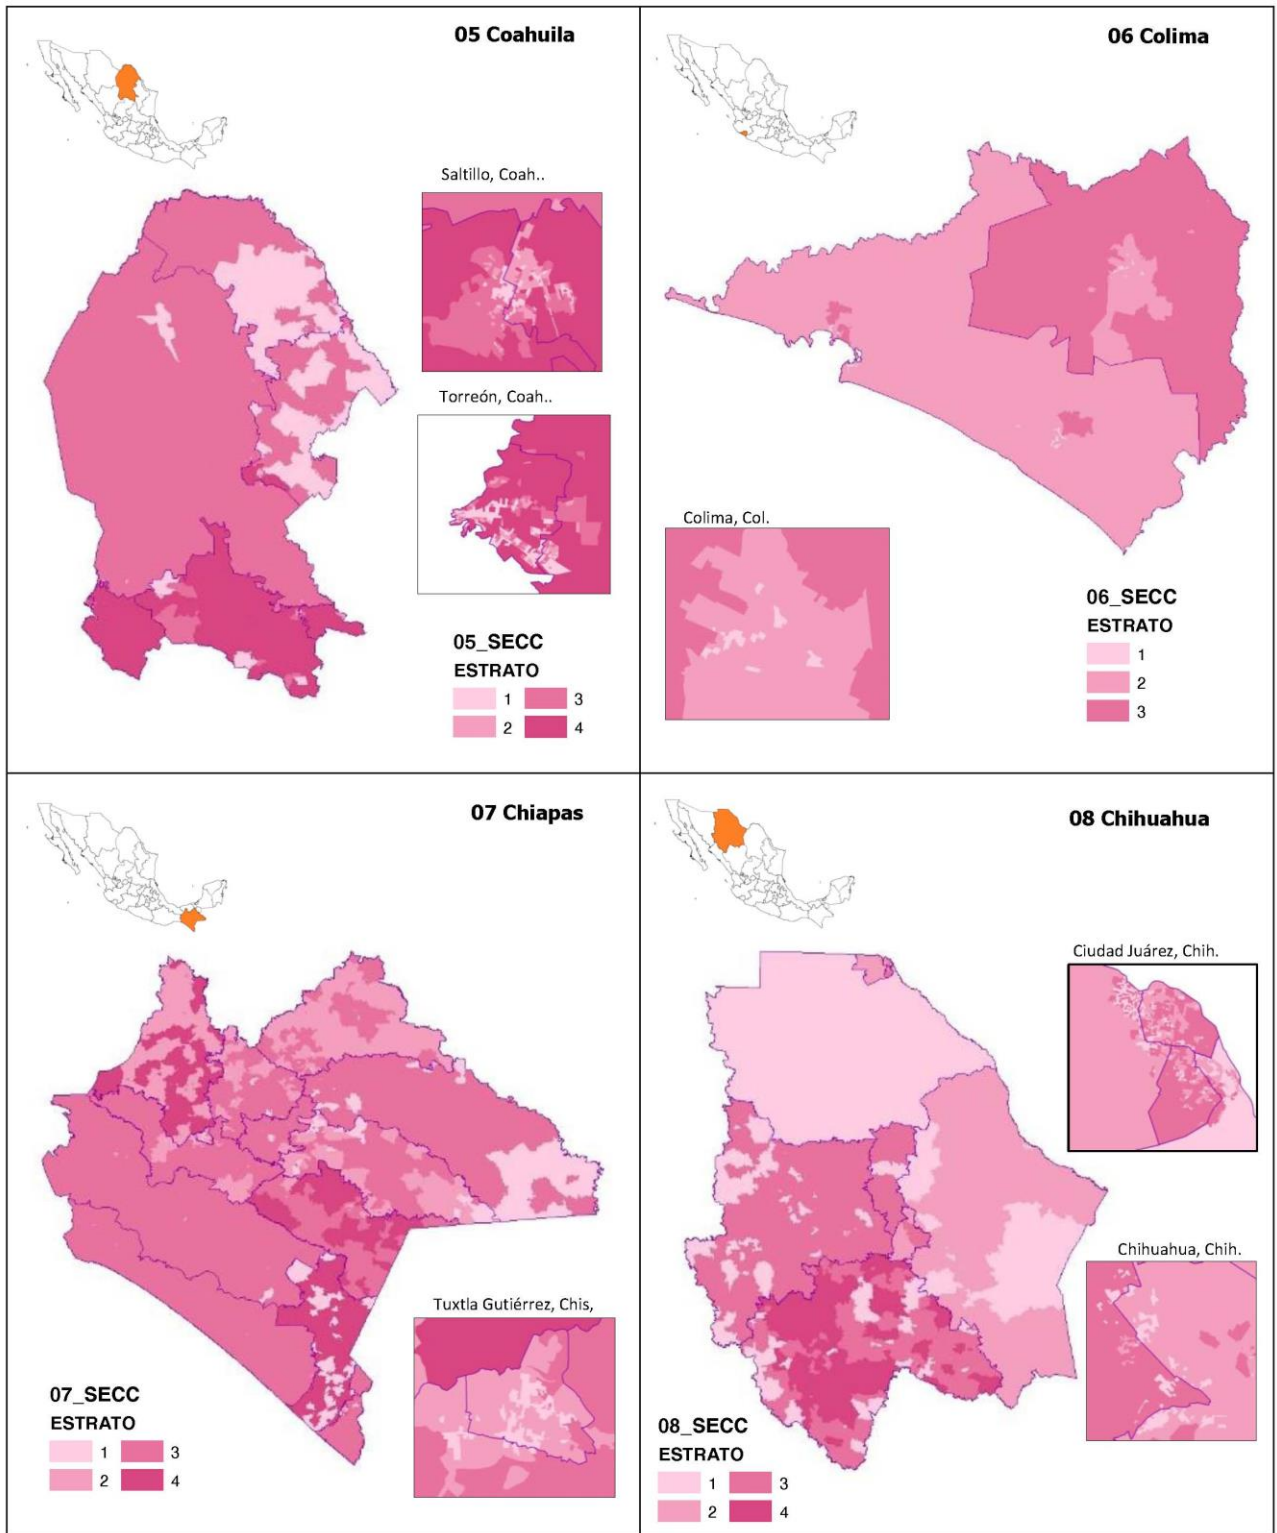 05 Coahuila
Saltillo, Coah..
Torreón, Coah..
05_SECC
ESTRATO
1 3
2 4
06 Colima
Colima, Col.
06_SECC
ESTRATO
1
2
3
07 Chiapas
Tuxtla Gutiérrez, Chis,
07_SECC
ESTRATO
1 3
2 4
08 Chihuahua
Ciudad Juárez, Chih.
Chihuahua, Chih.
08_SECC
ESTRATO
1 3
2 4